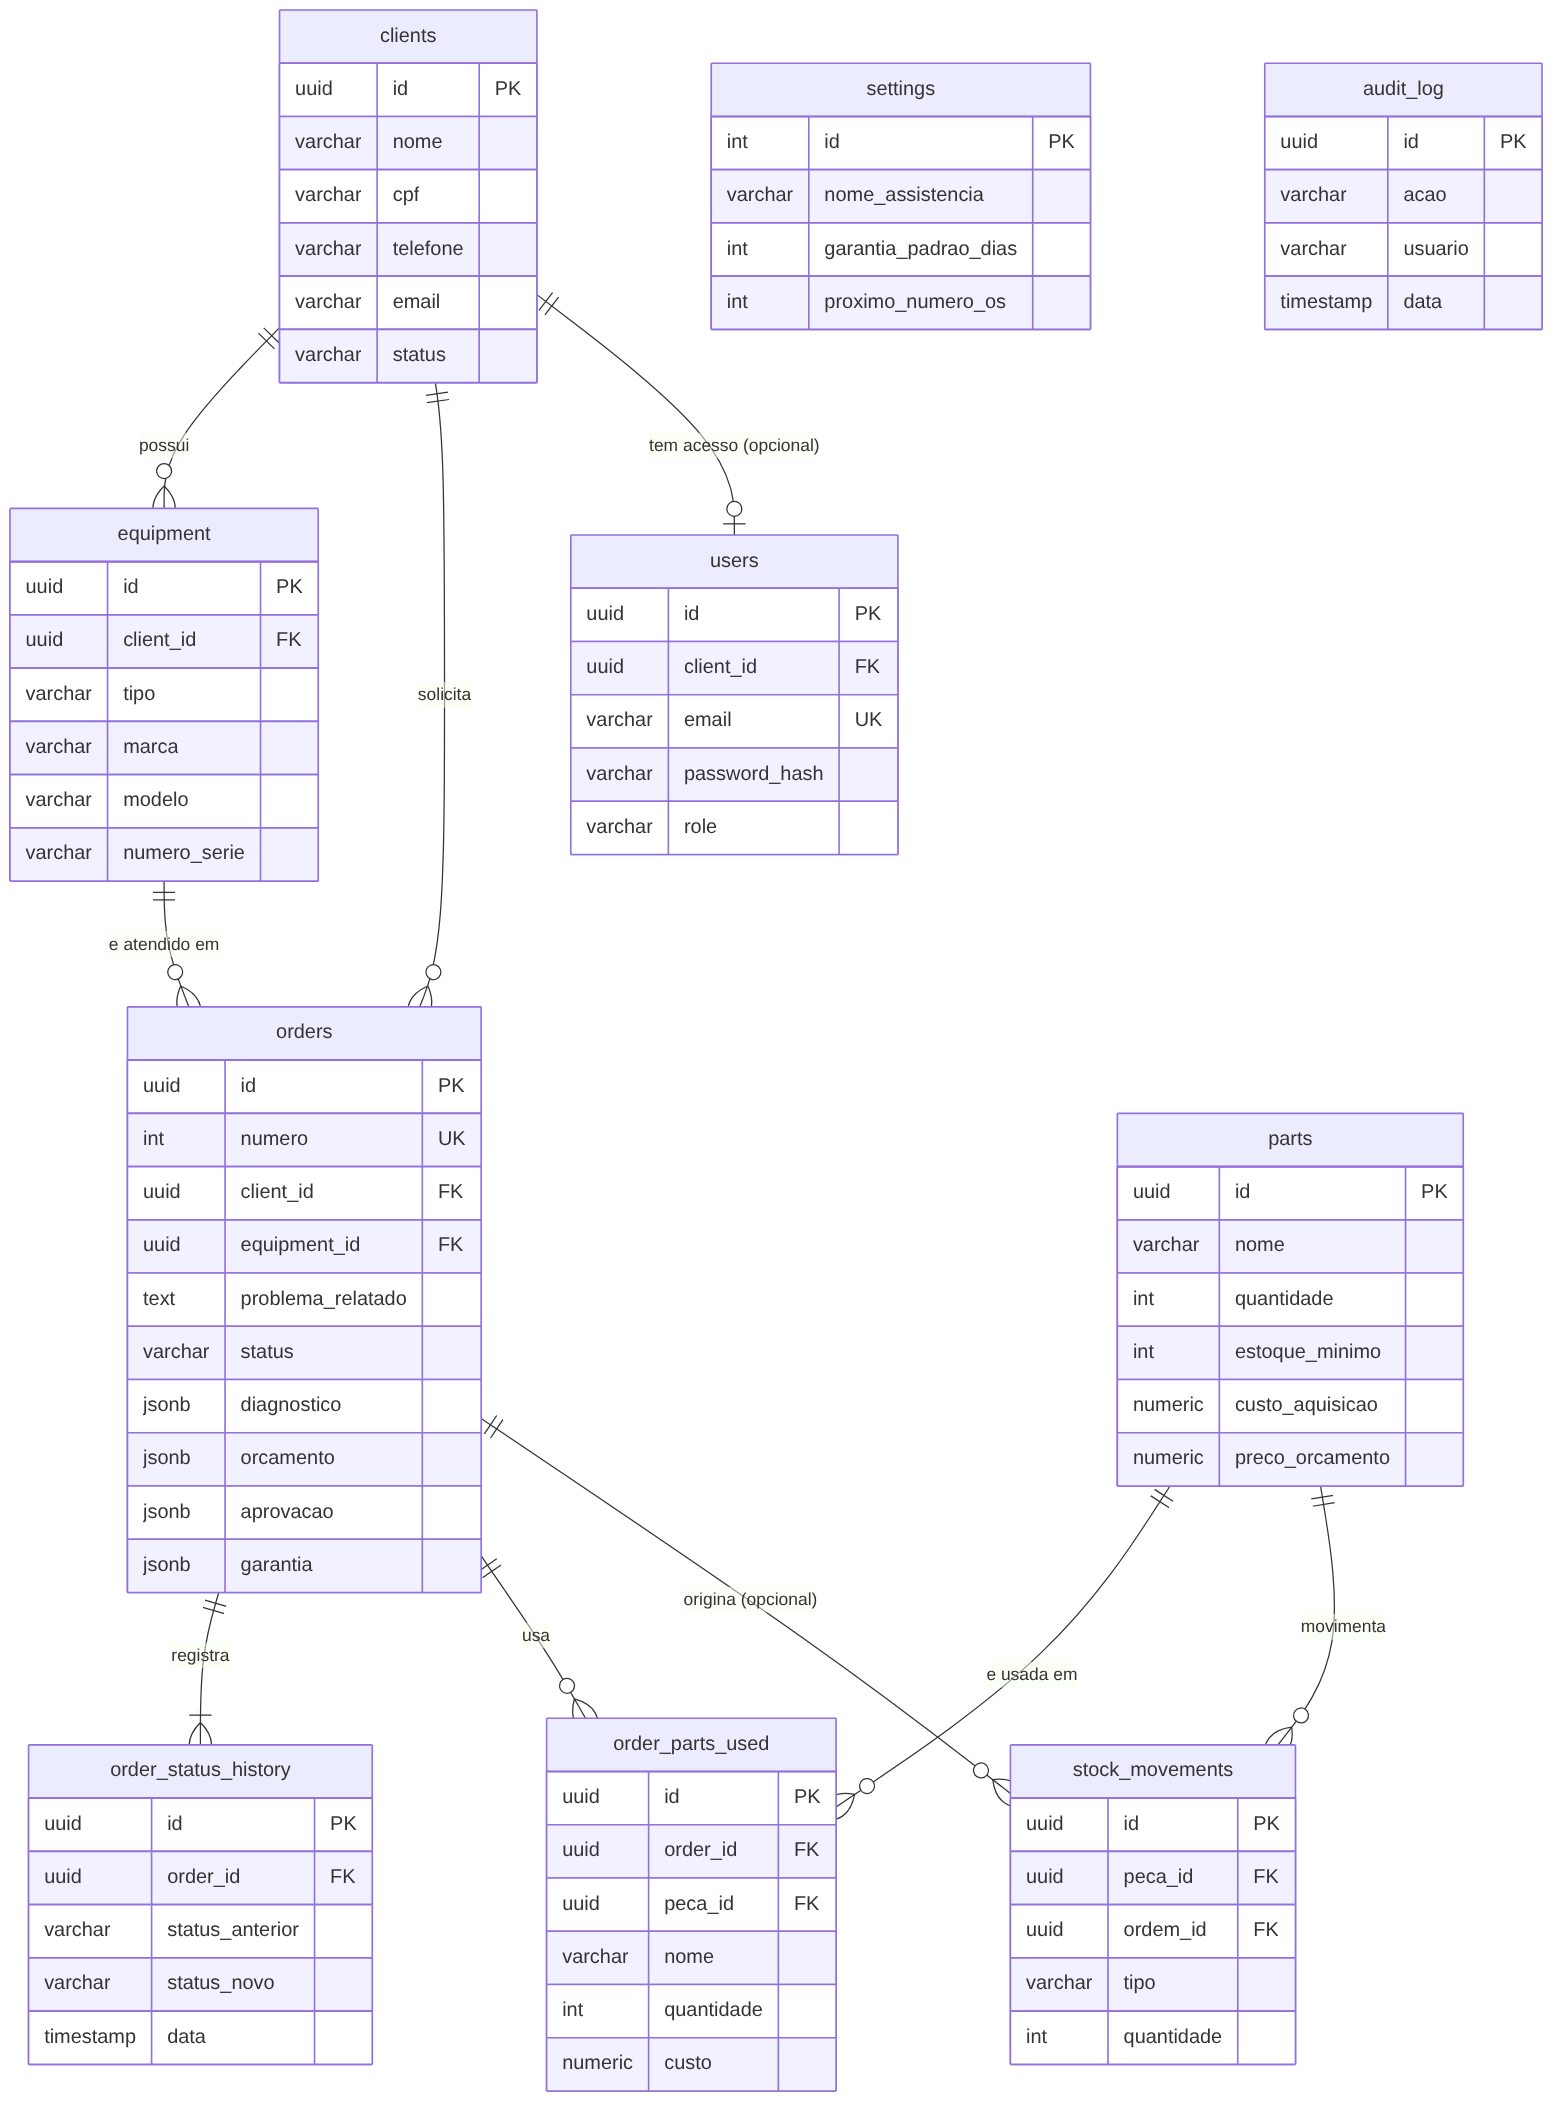 clients
uuid id PK
varchar nome
varchar cpf
varchar telefone
varchar email
varchar status
settings
int id PK
varchar nome_assistencia
int garantia_padrao_dias
int proximo_numero_os
audit_log
uuid id PK
varchar acao
varchar usuario
timestamp data
possui
tem acesso (opcional)
solicita
equipment
uuid id PK
uuid client_id FK
varchar tipo
varchar marca
varchar modelo
varchar numero_serie
users
uuid id PK
uuid client_id FK
varchar email UK
varchar password_hash
varchar role
e atendido em
orders
uuid id PK
int numero UK
uuid client_id FK
uuid equipment_id FK
text problema_relatado
varchar status
jsonb diagnostico
jsonb orcamento
jsonb aprovacao
jsonb garantia
parts
uuid id PK
varchar nome
int quantidade
int estoque_minimo
numeric custo_aquisicao
numeric preco_orcamento
registra
usa
origina (opcional)
e usada em
movimenta
order_status_history
uuid id PK
uuid order_id FK
varchar status_anterior
varchar status_novo
timestamp data
order_parts_used
uuid id PK
uuid order_id FK
uuid peca_id FK
varchar nome
int quantidade
numeric custo
stock_movements
uuid id PK
uuid peca_id FK
uuid ordem_id FK
varchar tipo
int quantidade